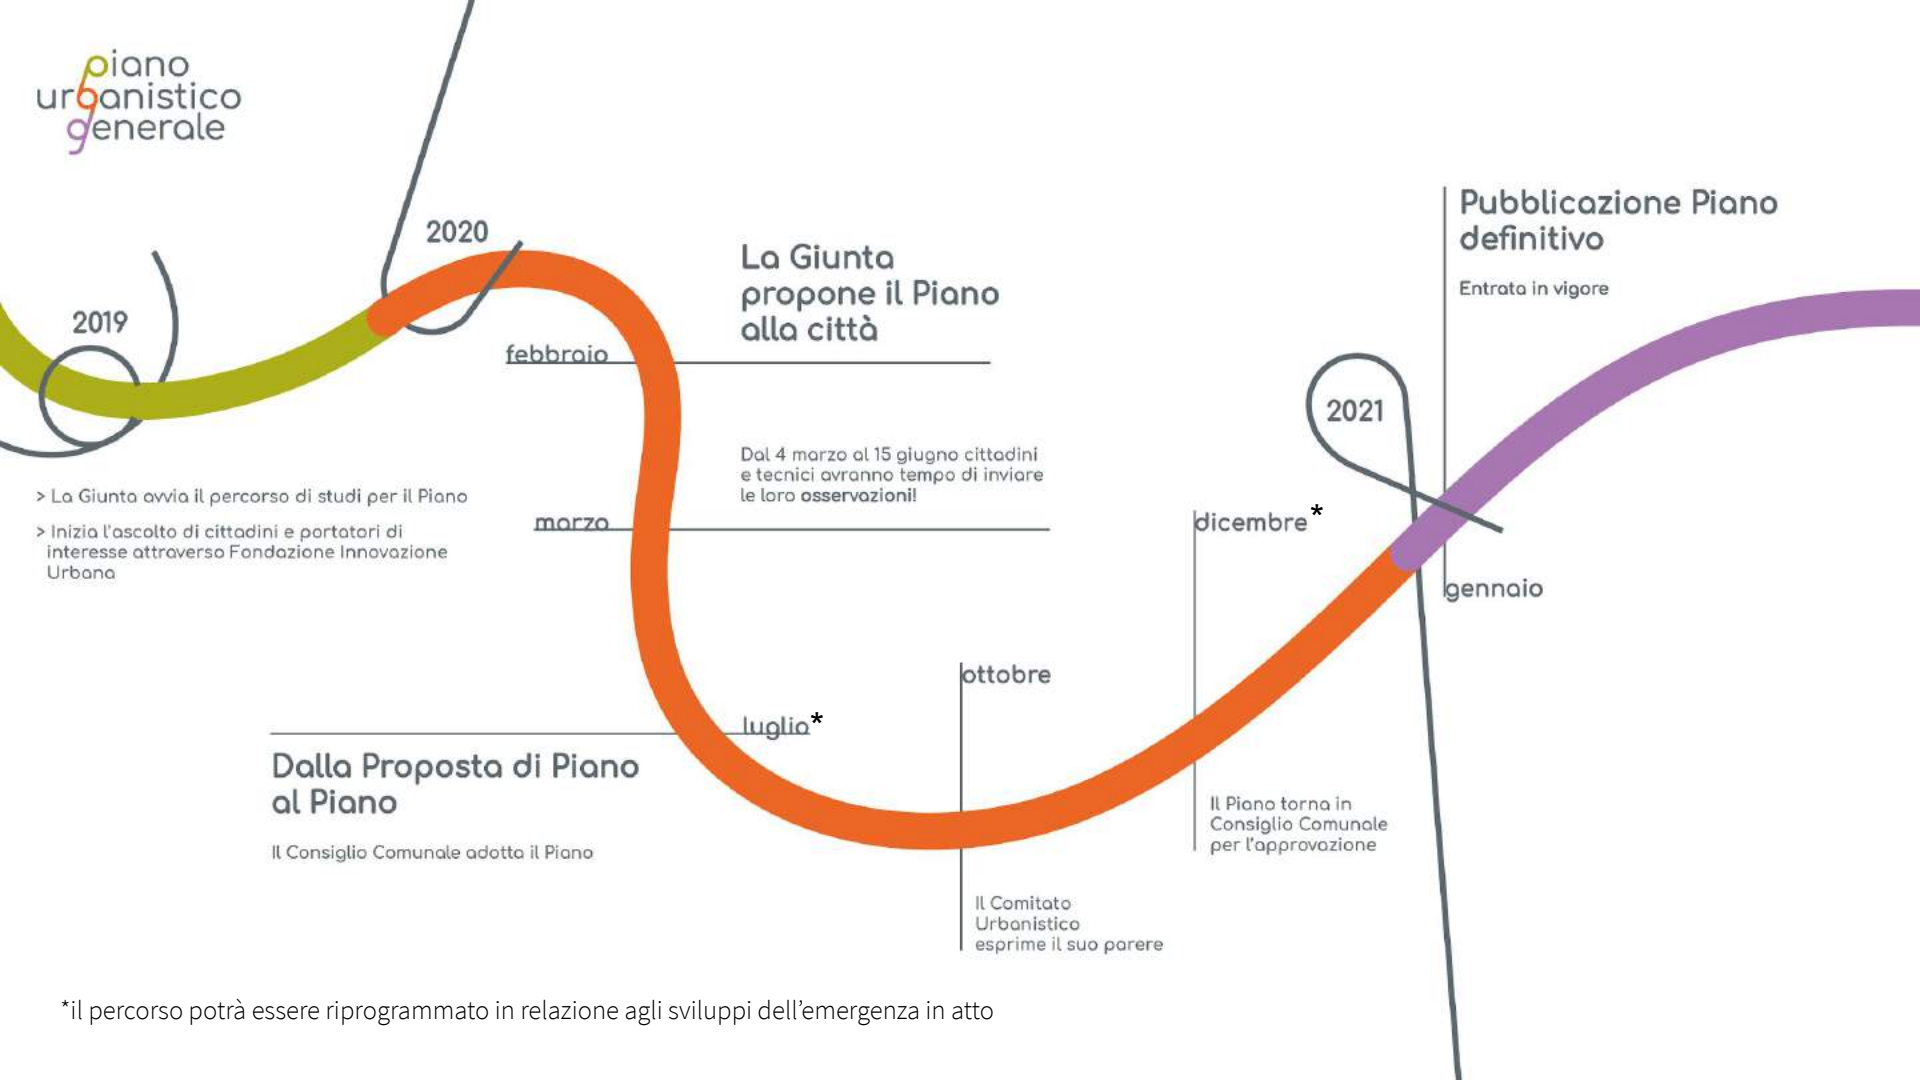 piano
urbanistico
generale
2019
> La Giunta avvia il percorso di studi per il Piano
> Inizia l'ascolto di cittadini e portatori di
interesse attraverso Fondazione Innovazione
Urbana
2020
febbraio
La Giunta
propone il Piano
alla città
marzo
Dal 4 marzo al 15 giugno cittadini
e tecnici avranno tempo di inviare
le loro osservazioni!
luglio*
Dalla Proposta di Piano
al Piano
Il Consiglio Comunale adotta il Piano
ottobre
Il Comitato
Urbanistico
esprime il suo parere
dicembre*
Il Piano torna in
Consiglio Comunale
per l'approvazione
2021
gennaio
Pubblicazione Piano
definitivo
Entrata in vigore
*il percorso potrà essere riprogrammato in relazione agli sviluppi dell’emergenza in atto